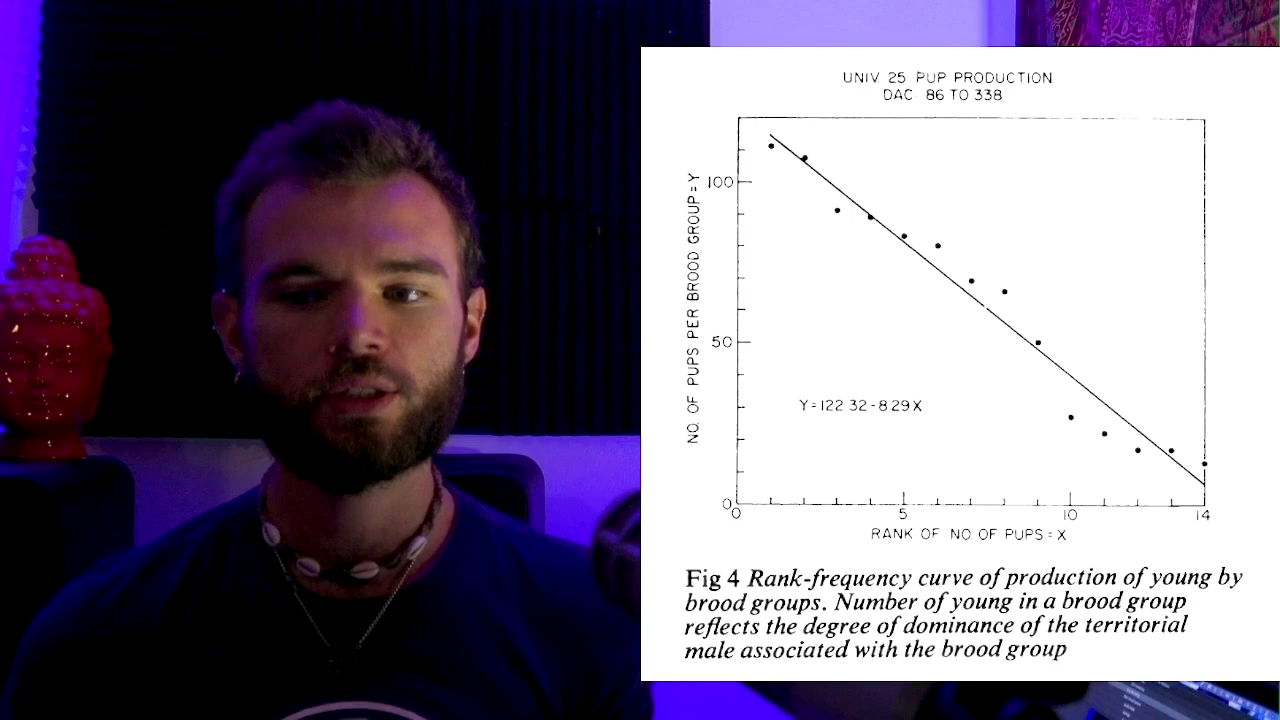 UNIV. 25 PUP PRODUCTION
DAC 86 TO 338
NO. OF PUPS PER BROOD GROUP = Y
100
50
0
Y=122 32-8 29 X
0 5 10 14
RANK OF NO OF PUPS = X
Fig 4 Rank-frequency curve of production of young by
brood groups. Number of young in a brood group
reflects the degree of dominance of the territorial
male associated with the brood group